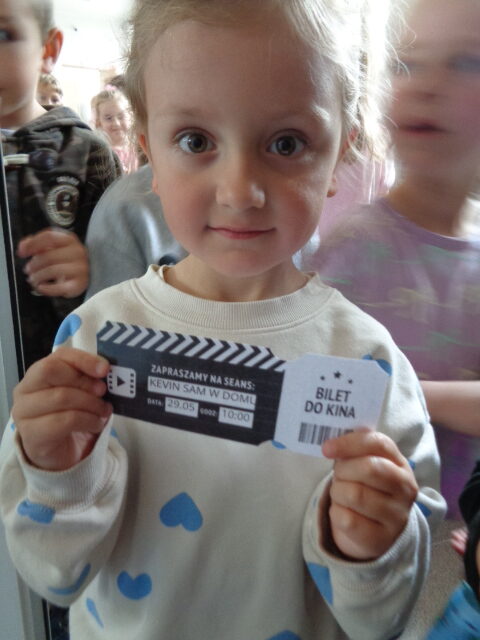 ZAPRASZAMY NA SEANS:
KEVIN SAM W DOMU
DATA: 29.05 GODZ: 10:00
BILET
DO KINA